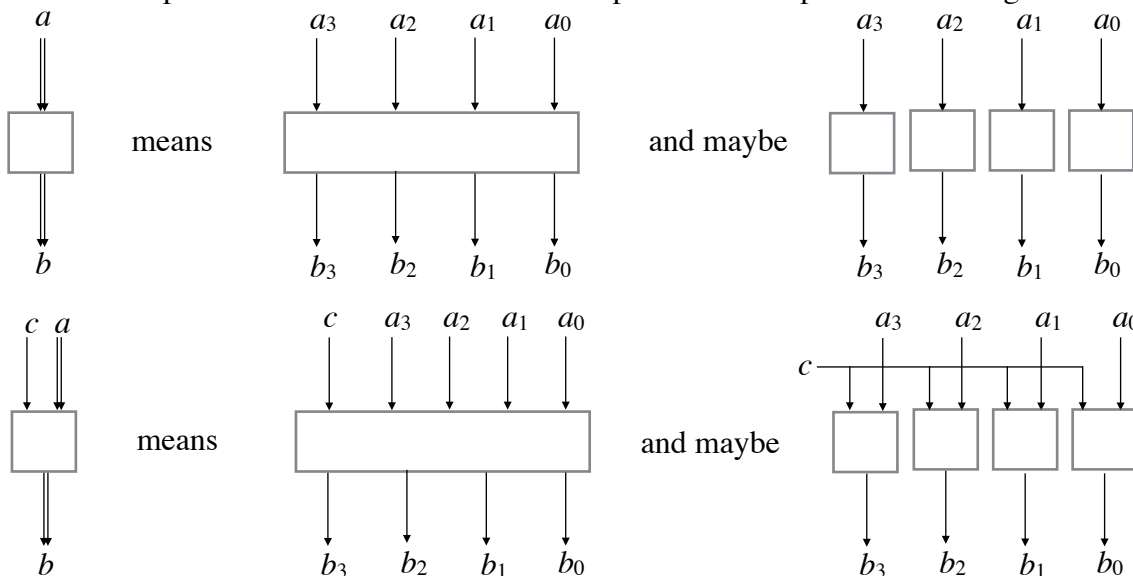 a a₃ a₂ a₁ a₀ a₃ a₂ a₁ a₀
means and maybe
b b₃ b₂ b₁ b₀ b₃ b₂ b₁ b₀
c a c a₃ a₂ a₁ a₀ a₃ a₂ a₁ a₀
c
means and maybe
b b₃ b₂ b₁ b₀ b₃ b₂ b₁ b₀